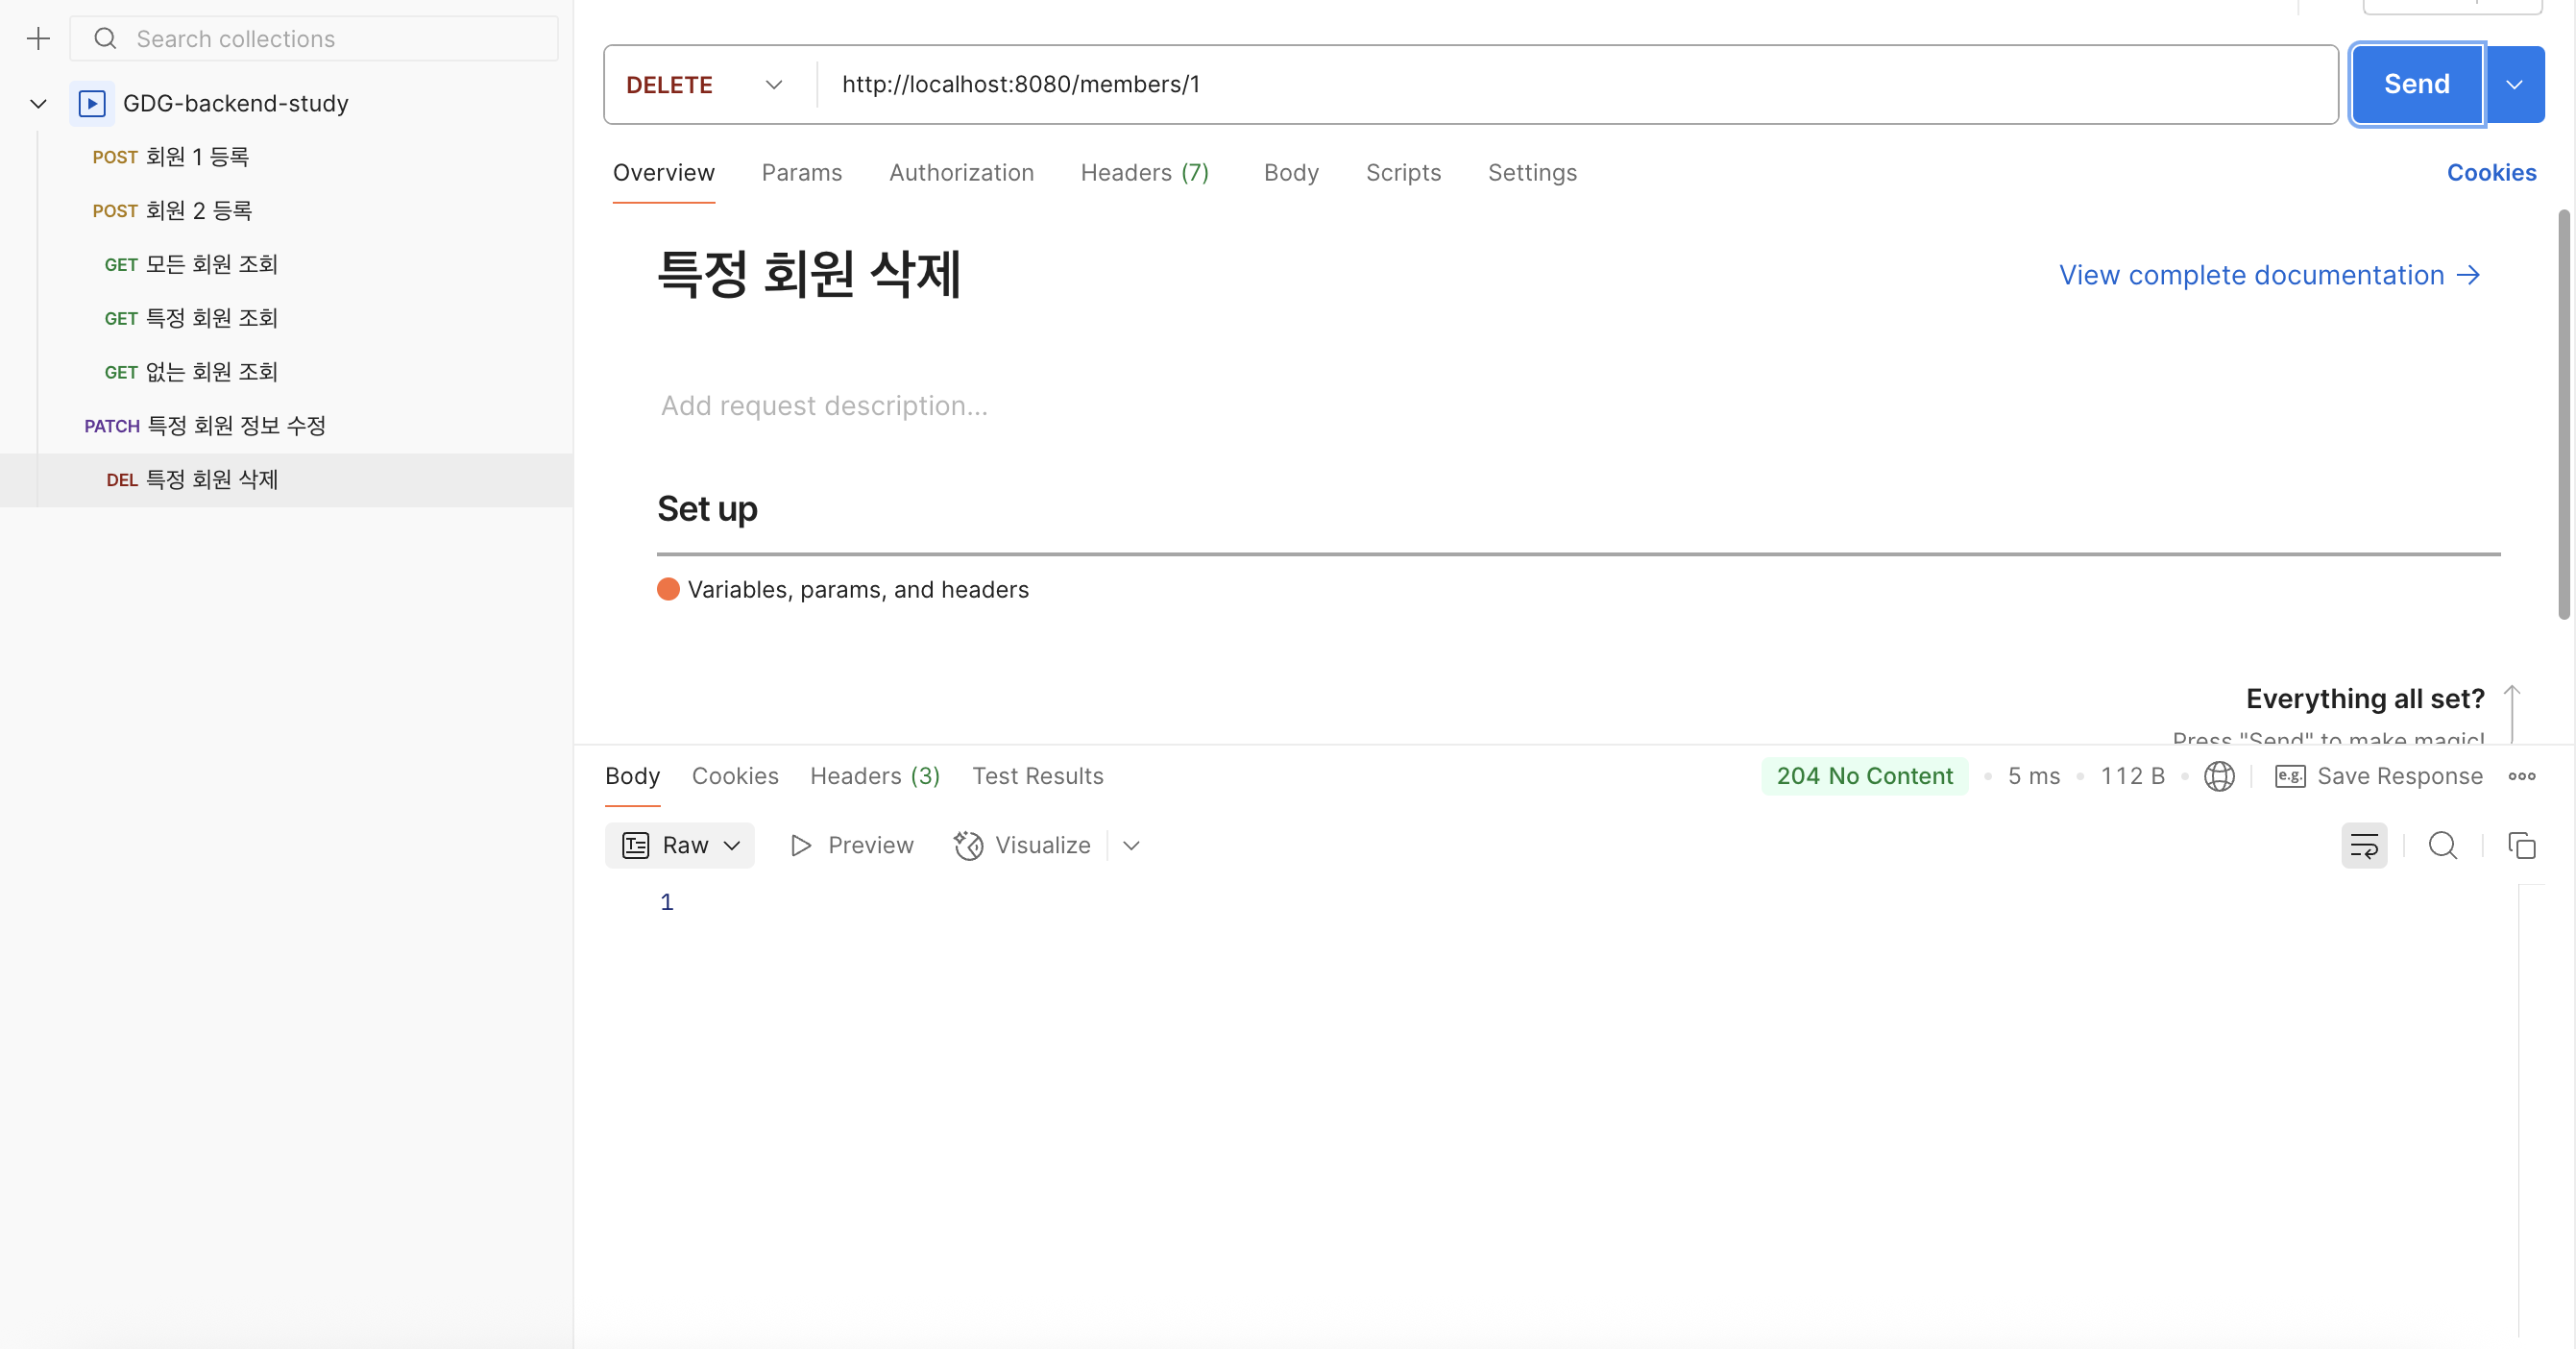 Search collections
GDG-backend-study
POST 회원 1 등록
POST 회원 2 등록
GET 모든 회원 조회
GET 특정 회원 조회
GET 없는 회원 조회
PATCH 특정 회원 정보 수정
DEL 특정 회원 삭제
DELETE http://localhost:8080/members/1 Send
Overview Params Authorization Headers (7) Body Scripts Settings Cookies
특정 회원 삭제 View complete documentation →
Add request description...
Set up
Variables, params, and headers
Everything all set?
Press "Send" to make magic!
Body Cookies Headers (3) Test Results 204 No Content • 5 ms • 112 B • e.g. Save Response
Raw Preview Visualize
1